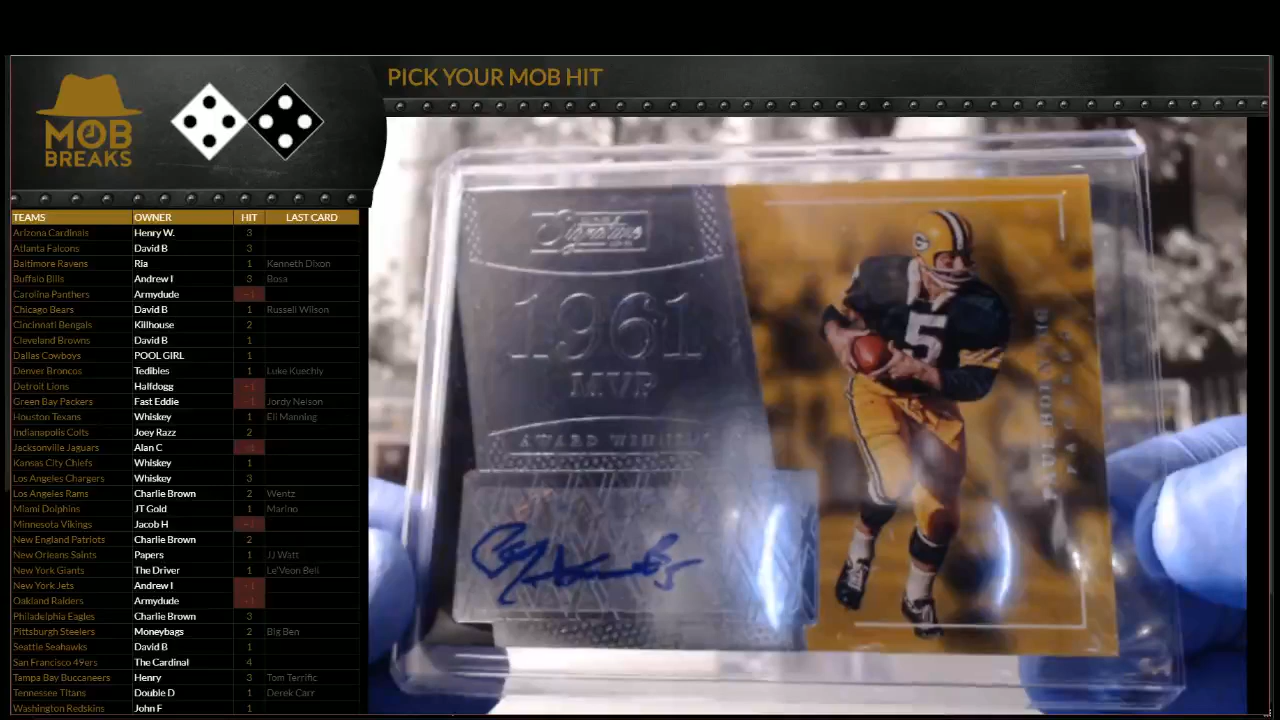 PICK YOUR MOB HIT
MOB
BREAKS
TEAMS OWNER HIT LAST CARD
Arizona Cardinals Henry W. 3
Atlanta Falcons David B 3
Baltimore Ravens Ria 1 Kenneth Dixon
Buffalo Bills Andrew I 3 Bosa
Carolina Panthers Armydude -1
Chicago Bears David B 1 Russell Wilson
Cincinnati Bengals Killhouse 2
Cleveland Browns David B 1
Dallas Cowboys POOL GIRL 1
Denver Broncos Tedibles 1 Luke Kuechly
Detroit Lions Halfdogg -1
Green Bay Packers Fast Eddie -1 Jordy Nelson
Houston Texans Whiskey 1 Eli Manning
Indianapolis Colts Joey Razz 2
Jacksonville Jaguars Alan C
Kansas City Chiefs Whiskey 1
Los Angeles Chargers Whiskey 3
Los Angeles Rams Charlie Brown 2 Wentz
Miami Dolphins JT Gold 1 Marino
Minnesota Vikings Jacob H -1
New England Patriots Charlie Brown 2
New Orleans Saints Papers 1 JJ Watt
New York Giants The Driver 1 Le'Veon Bell
New York Jets Andrew I -1
Oakland Raiders Armydude -1
Philadelphia Eagles Charlie Brown 3
Pittsburgh Steelers Moneybags 2 Big Ben
Seattle Seahawks David B 1
San Francisco 49ers The Cardinal 4
Tampa Bay Buccaneers Henry 3 Tom Terrific
Tennessee Titans Double D 1 Derek Carr
Washington Redskins John F 1
Signature
1961
MVP
AWARD WINNER
G
5
PAUL HORNUNG
PACKERS